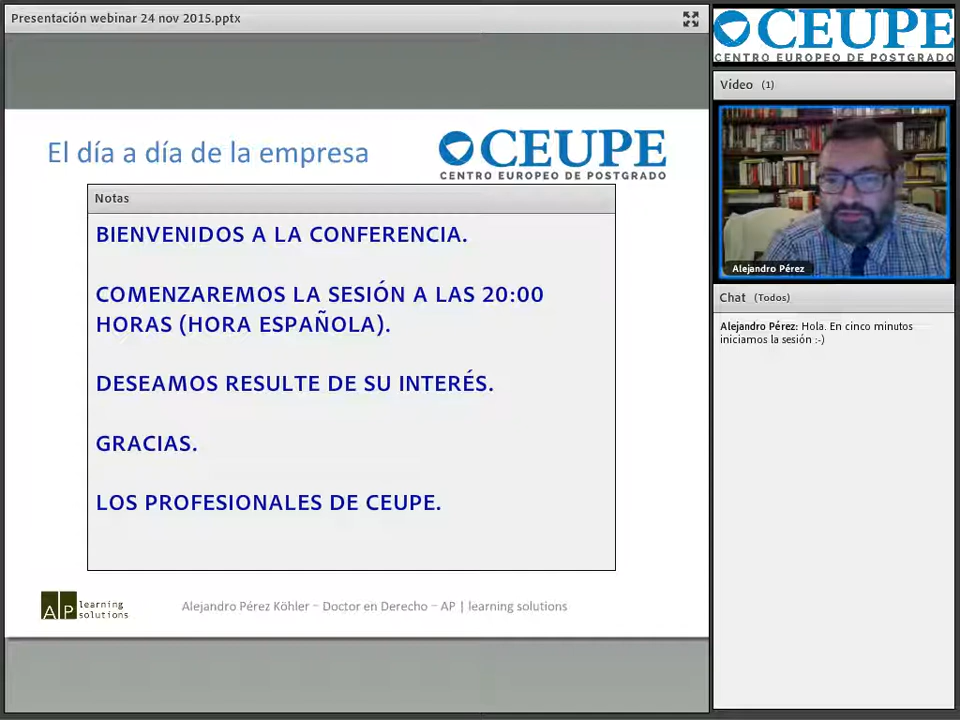 Presentación webinar 24 nov 2015.pptx
CEUPE
CENTRO EUROPEO DE POSTGRADO
Vídeo (1)
El día a día de la empresa
CEUPE
CENTRO EUROPEO DE POSTGRADO
Notas
BIENVENIDOS A LA CONFERENCIA.
COMENZAREMOS LA SESIÓN A LAS 20:00
HORAS (HORA ESPAÑOLA).
DESEAMOS RESULTE DE SU INTERÉS.
GRACIAS.
LOS PROFESIONALES DE CEUPE.
AP learning
solutions
Alejandro Pérez Köhler – Doctor en Derecho – AP | learning solutions
Alejandro Pérez
Chat (Todos)
Alejandro Pérez: Hola. En cinco minutos
iniciamos la sesión :-)